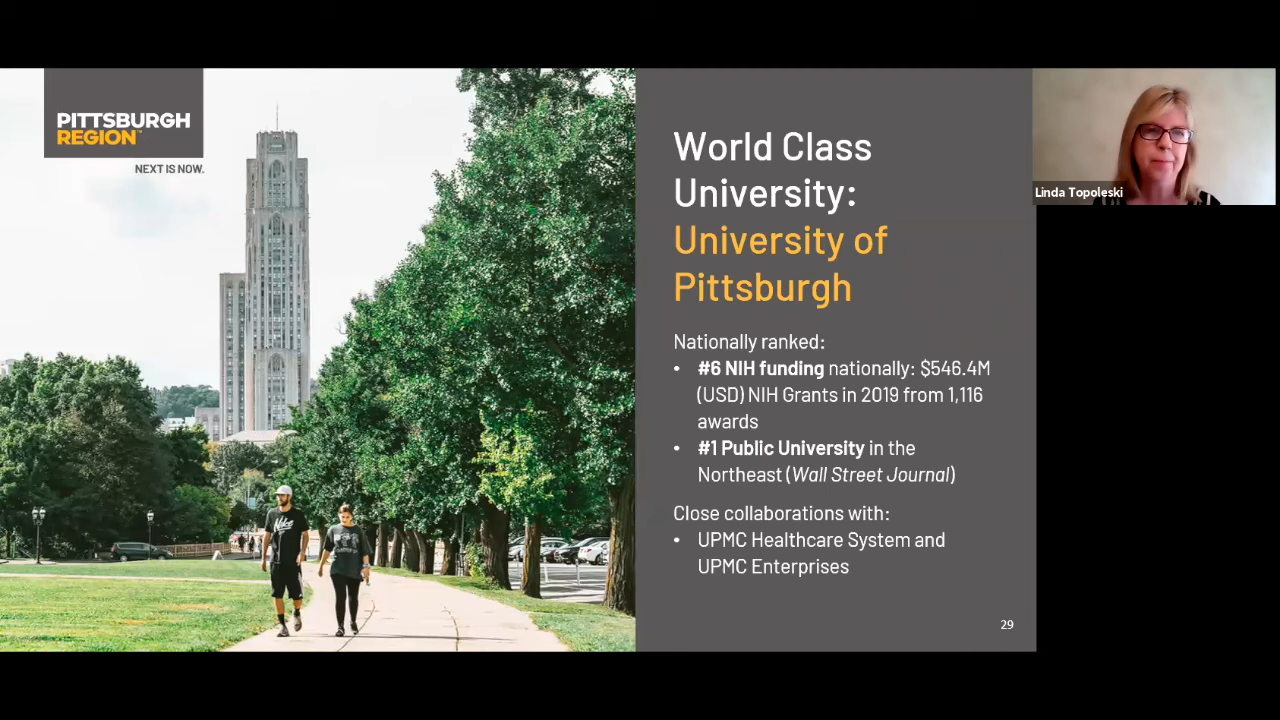 PITTSBURGH
REGION™
NEXT IS NOW.
World Class
University:
University of
Pittsburgh
Nationally ranked:
• #6 NIH funding nationally: $546.4M
(USD) NIH Grants in 2019 from 1,116
awards
• #1 Public University in the
Northeast (Wall Street Journal)
Close collaborations with:
• UPMC Healthcare System and
UPMC Enterprises
29
Linda Topoleski